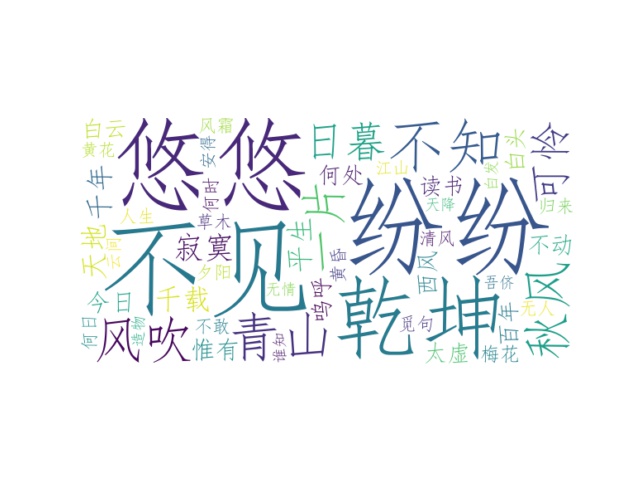 白云
风霜
悠悠
日暮
不知
可怜
黄花
安得
何处
江山
读书
白发
白头
千年
何时
一片
天降
归来
人生
草木
纷纷
天地
云间
不见
寂寞
平生
黄昏
清风
不动
夕阳
西风
吾侪
秋风
今日
千载
无情
呜呼
乾坤
百年
无人
何日
造物
风吹
不敢
惟有
青山
谁知
觅句
太虚
梅花